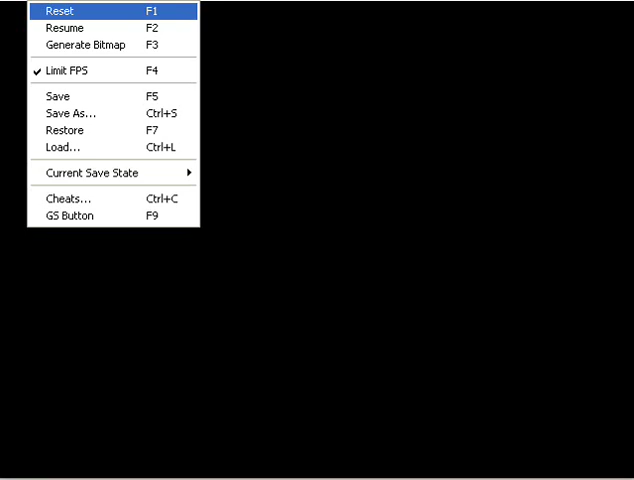 Reset F1
Resume F2
Generate Bitmap F3
Limit FPS F4
Save F5
Save As... Ctrl+S
Restore F7
Load... Ctrl+L
Current Save State
Cheats... Ctrl+C
GS Button F9